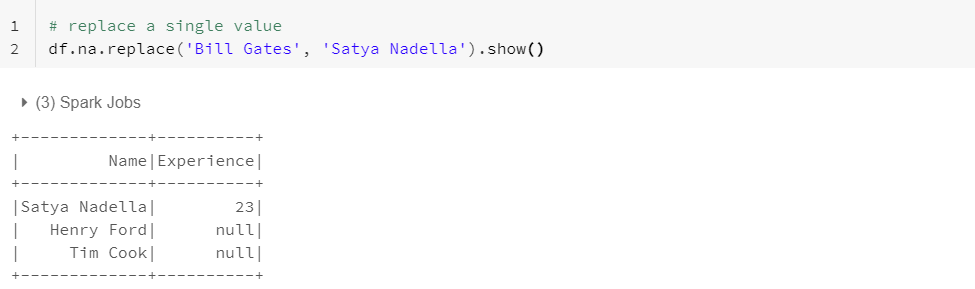 1 # replace a single value
2 df.na.replace('Bill Gates', 'Satya Nadella').show()
(3) Spark Jobs
+-------------+----------+
|         Name|Experience|
+-------------+----------+
|Satya Nadella|        23|
|   Henry Ford|      null|
|     Tim Cook|      null|
+-------------+----------+